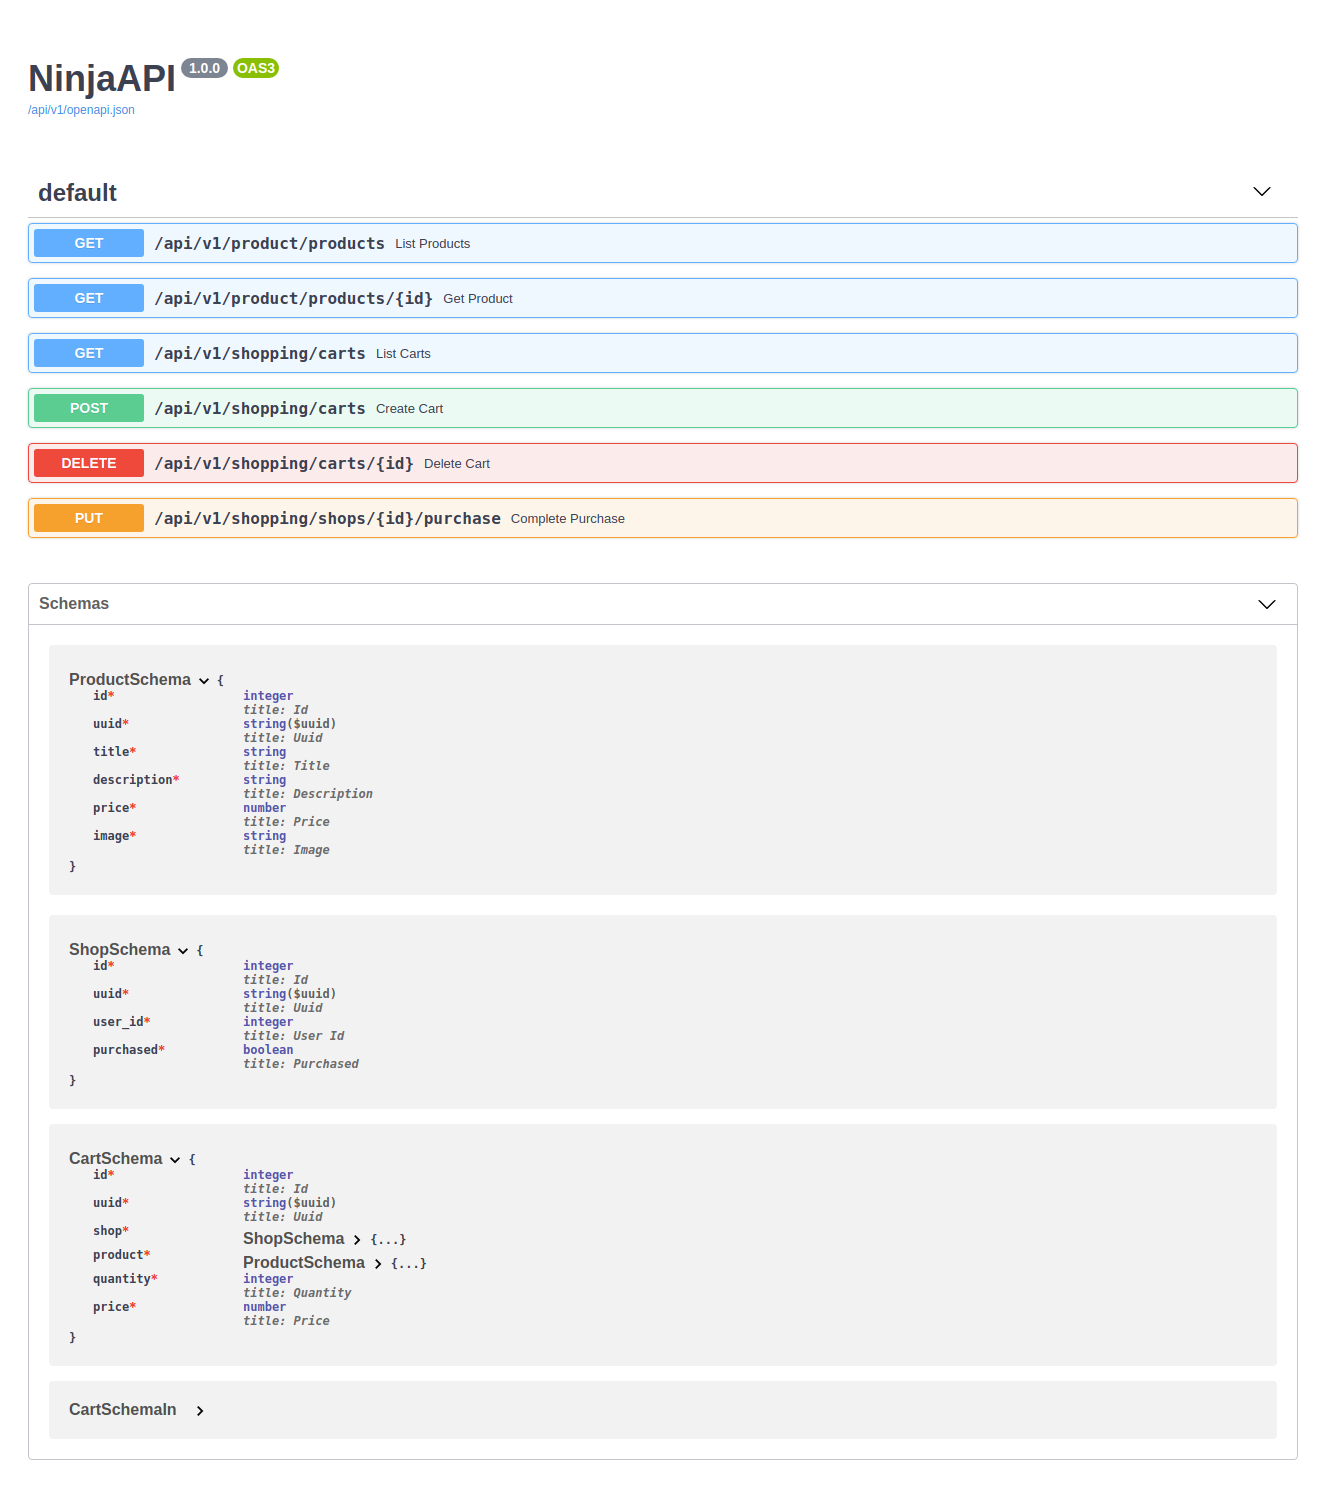 NinjaAPI 1.0.0 OAS3
/api/v1/openapi.json
default
GET /api/v1/product/products List Products
GET /api/v1/product/products/{id} Get Product
GET /api/v1/shopping/carts List Carts
POST /api/v1/shopping/carts Create Cart
DELETE /api/v1/shopping/carts/{id} Delete Cart
PUT /api/v1/shopping/shops/{id}/purchase Complete Purchase
Schemas
ProductSchema {
id* integer
title: Id
uuid* string($uuid)
title: Uuid
title* string
title: Title
description* string
title: Description
price* number
title: Price
image* string
title: Image
}
ShopSchema {
id* integer
title: Id
uuid* string($uuid)
title: Uuid
user_id* integer
title: User Id
purchased* boolean
title: Purchased
}
CartSchema {
id* integer
title: Id
uuid* string($uuid)
title: Uuid
shop* ShopSchema {...}
product* ProductSchema {...}
quantity* integer
title: Quantity
price* number
title: Price
}
CartSchemaIn